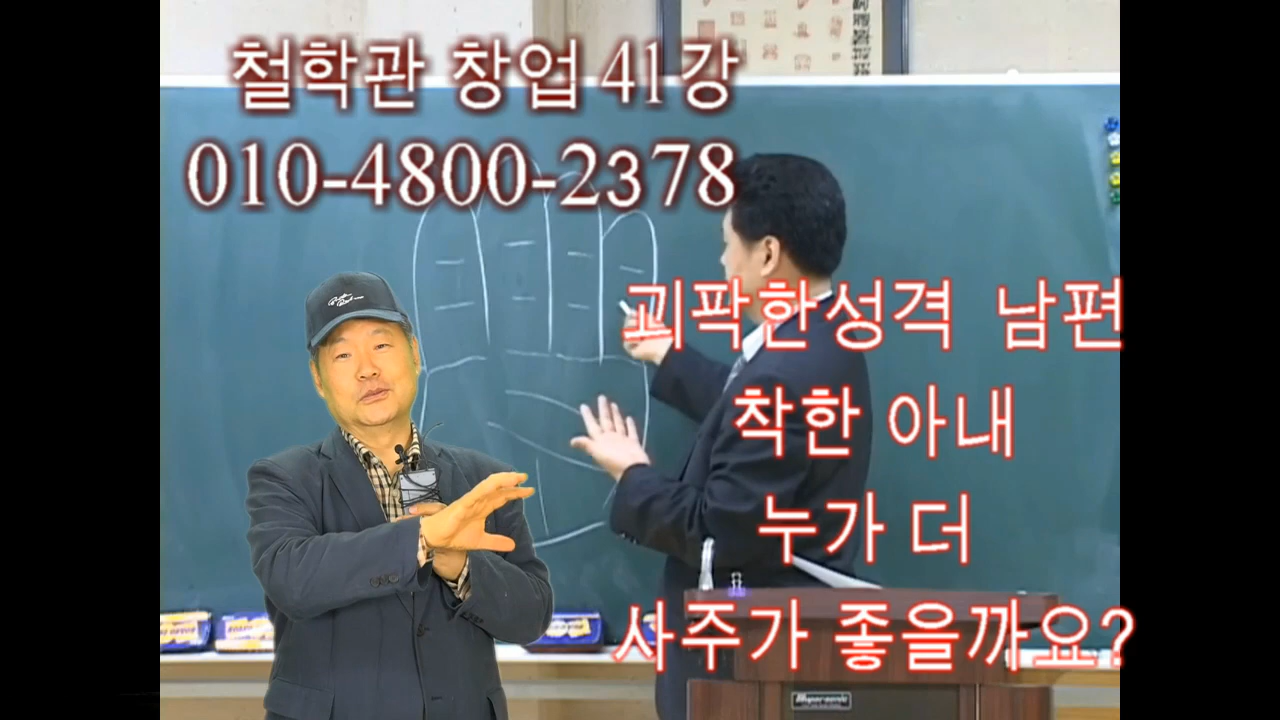 철학관 창업 41강
010-4800-2378
괴팍한성격 남편
착한 아내
누가 더
사주가 좋을까요?